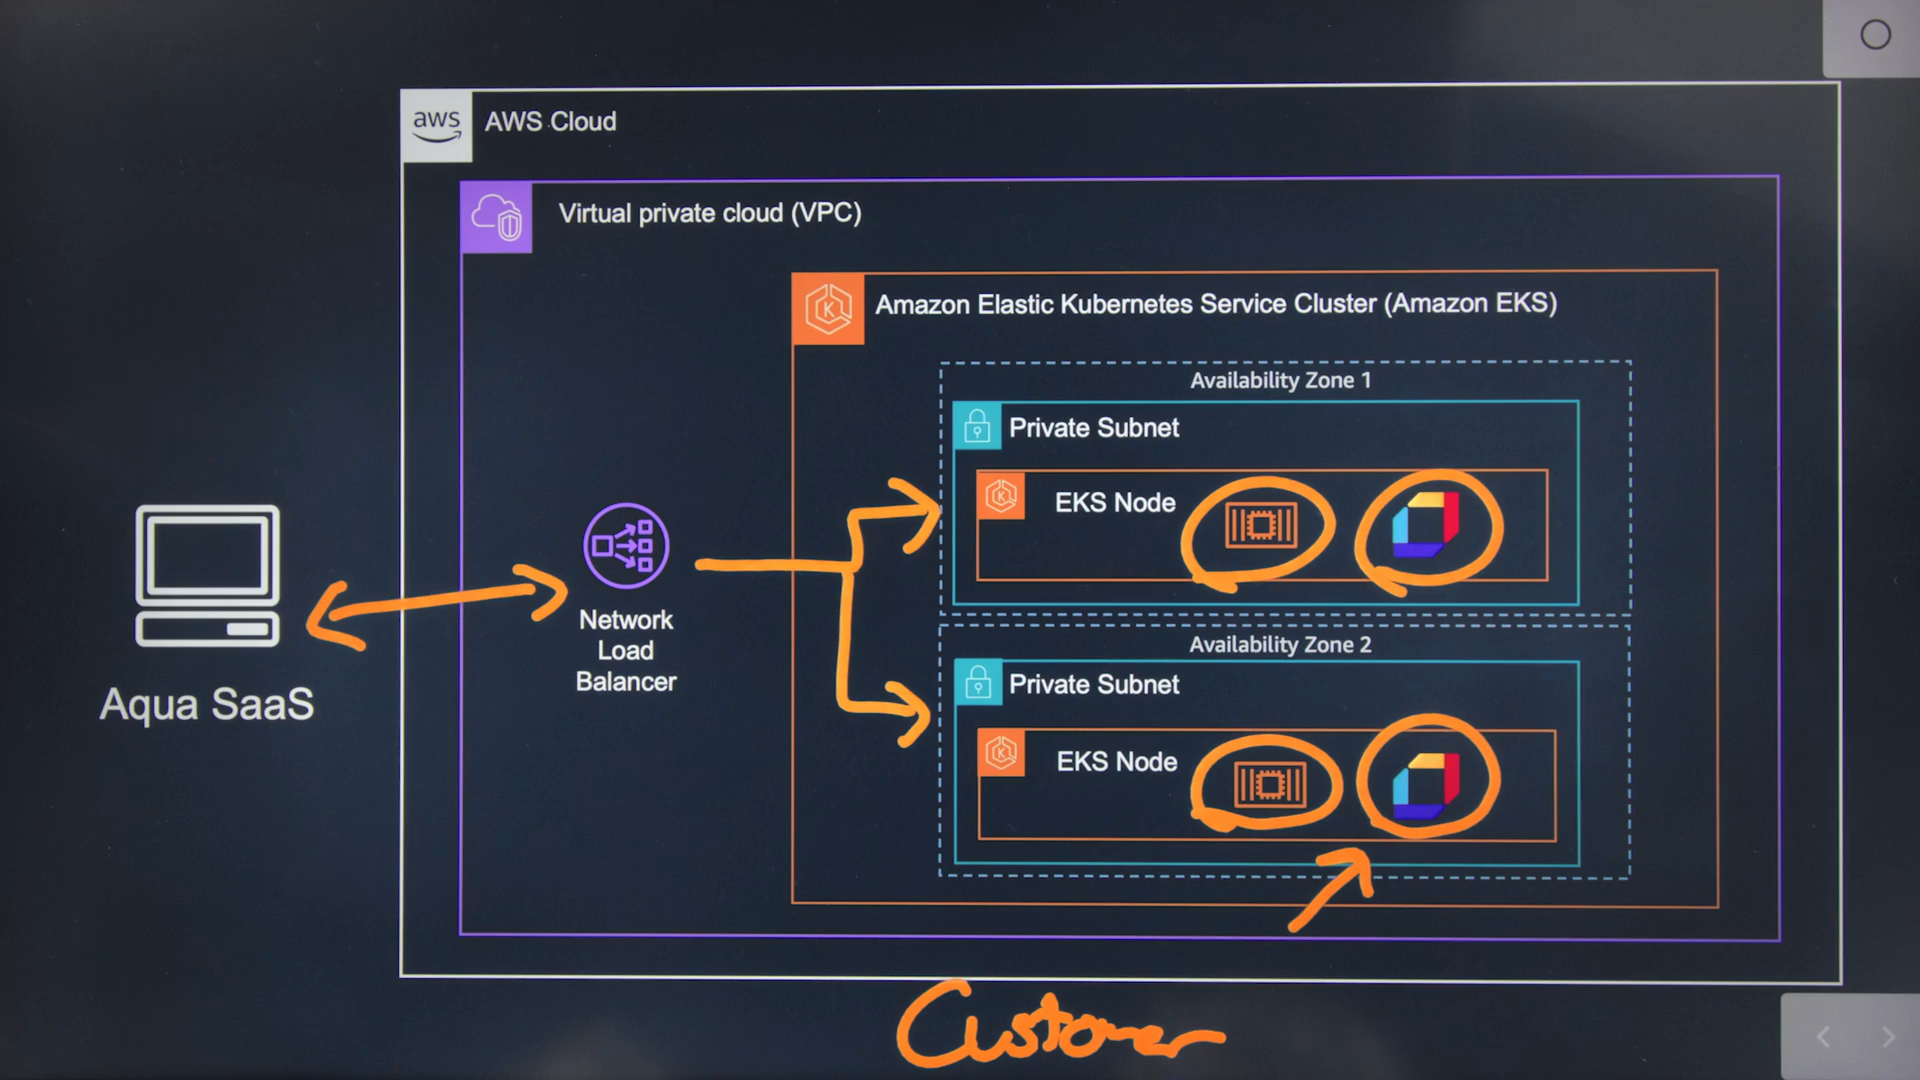 aws
AWS Cloud
Virtual private cloud (VPC)
Amazon Elastic Kubernetes Service Cluster (Amazon EKS)
Availability Zone 1
Private Subnet
EKS Node
Network
Load
Balancer
Aqua SaaS
Availability Zone 2
Private Subnet
EKS Node
Customer